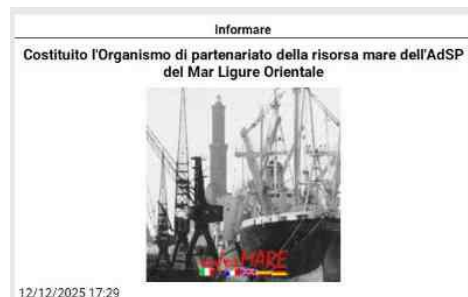 Informare
Costituito l'Organismo di partenariato della risorsa mare dell'AdSP
del Mar Ligure Orientale
inforMARE
12/12/2025 17:29